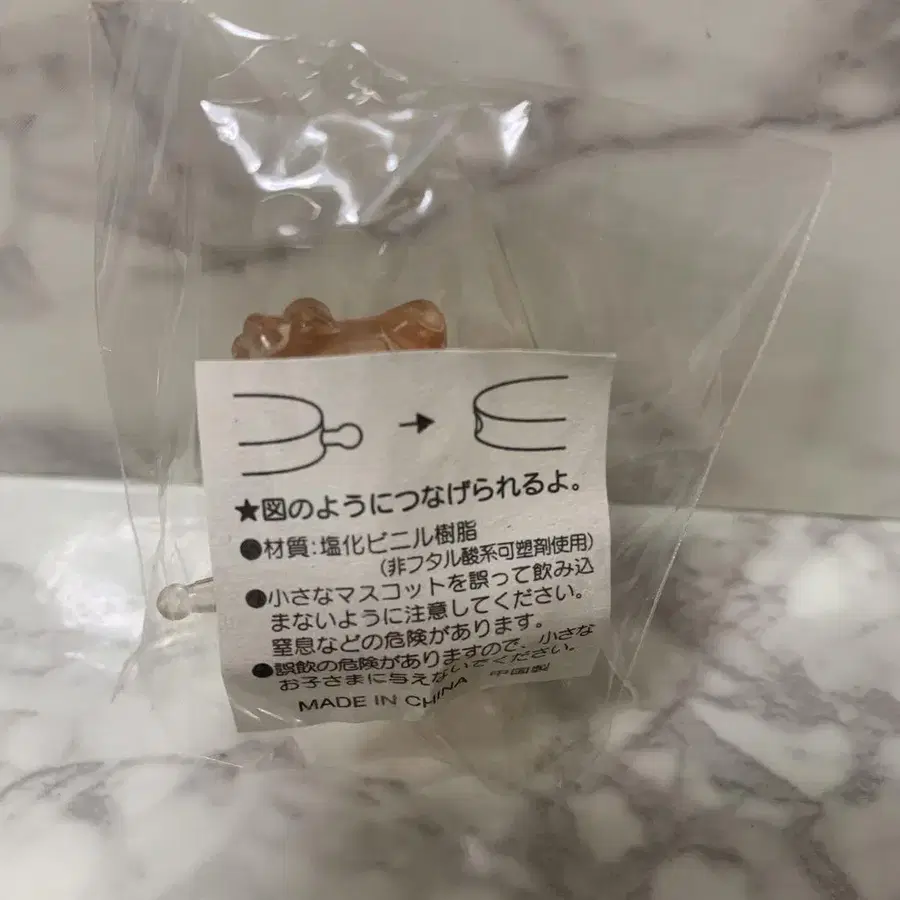 ★図のようにつなげられるよ。
●材質:塩化ビニル樹脂
(非フタル酸系可塑剤使用)
●小さなマスコットを誤って飲み込
まないように注意してください。
窒息などの危険があります。
●誤飲の危険がありますので、小さな
お子さまに与えないでください。
MADE IN CHINA 中国製